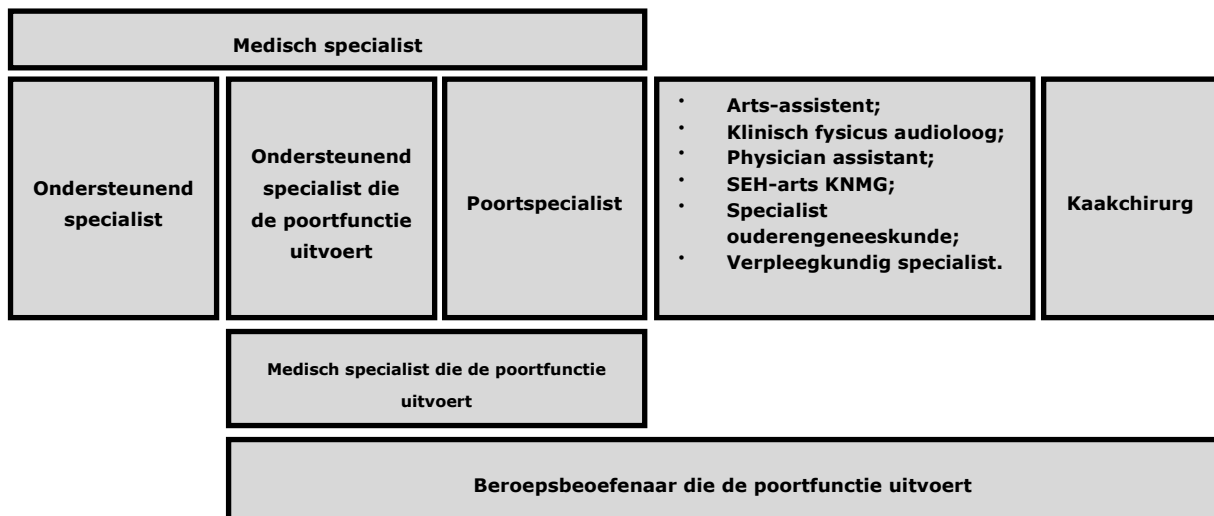 Medisch specialist
Ondersteunend
specialist
Ondersteunend
specialist die
de poortfunctie
uitvoert
Poortspecialist
· Arts-assistent;
· Klinisch fysicus audioloog;
· Physician assistant;
· SEH-arts KNMG;
· Specialist
ouderengeneeskunde;
· Verpleegkundig specialist.
Kaakchirurg
Medisch specialist die de poortfunctie
uitvoert
Beroepsbeoefenaar die de poortfunctie uitvoert